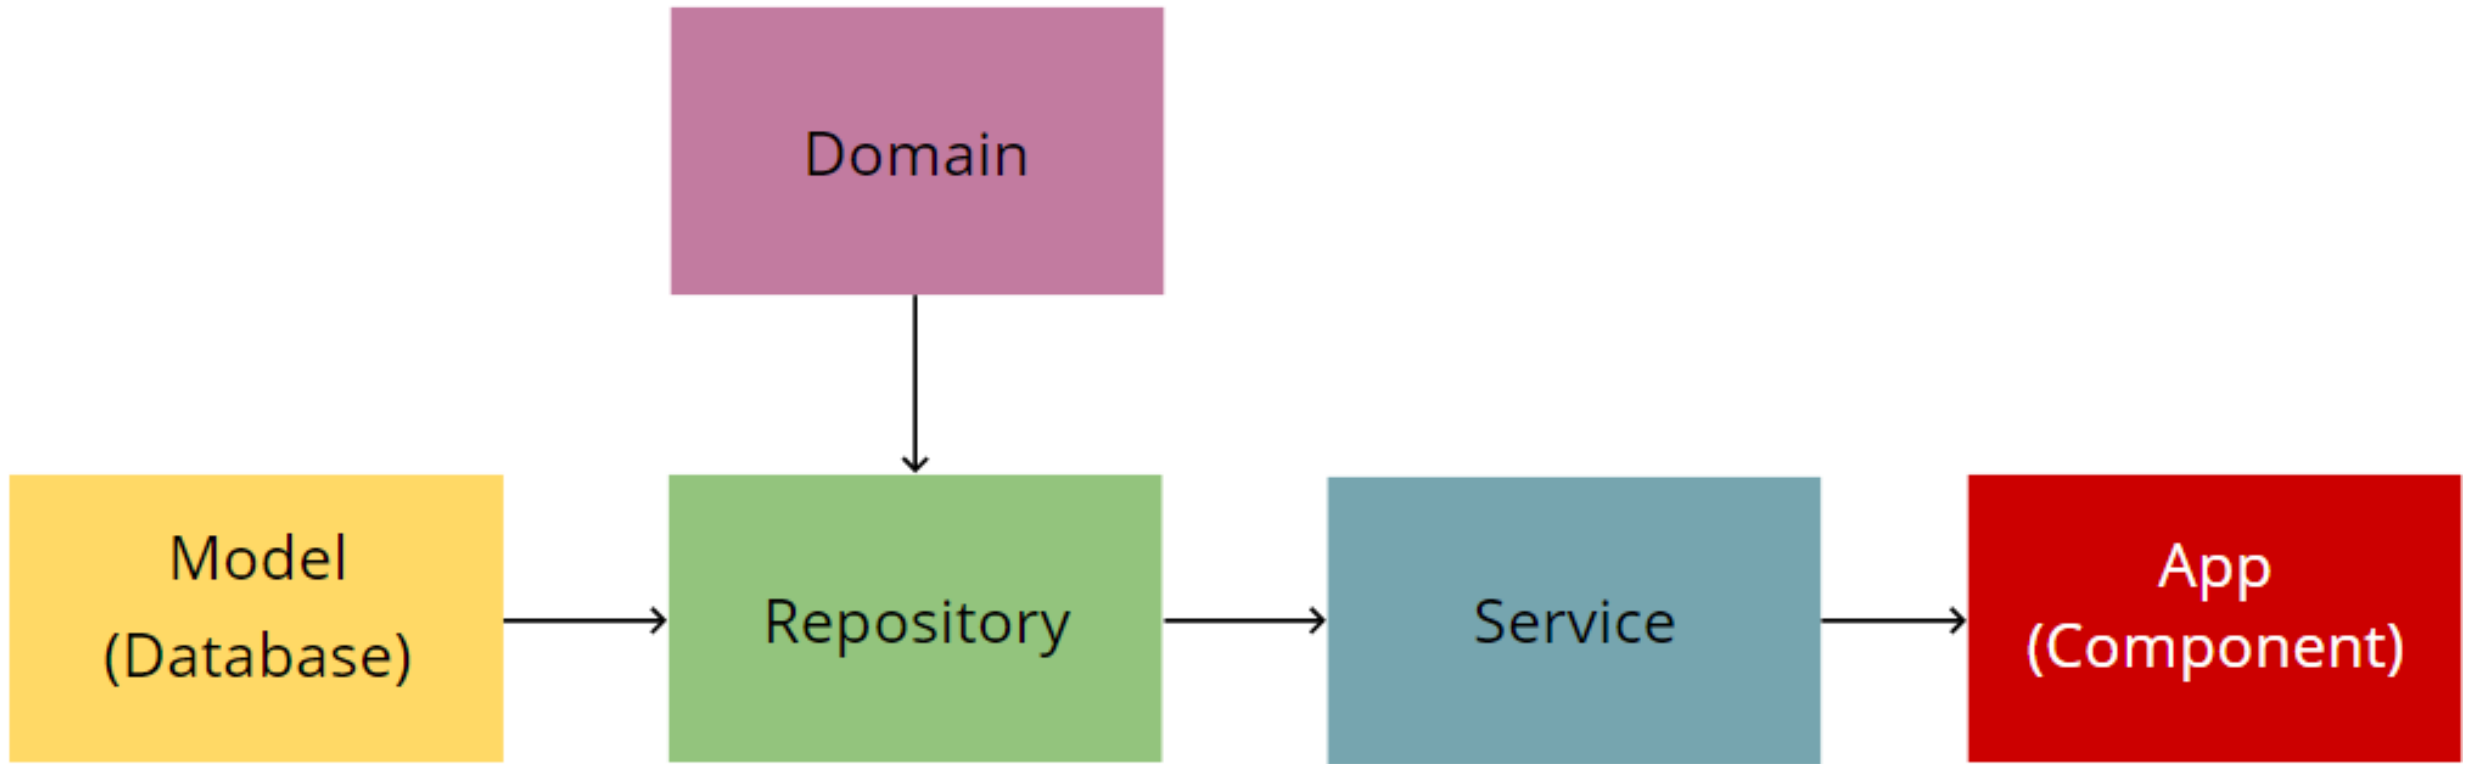 Domain
Model
(Database)
Repository
Service
App
(Component)